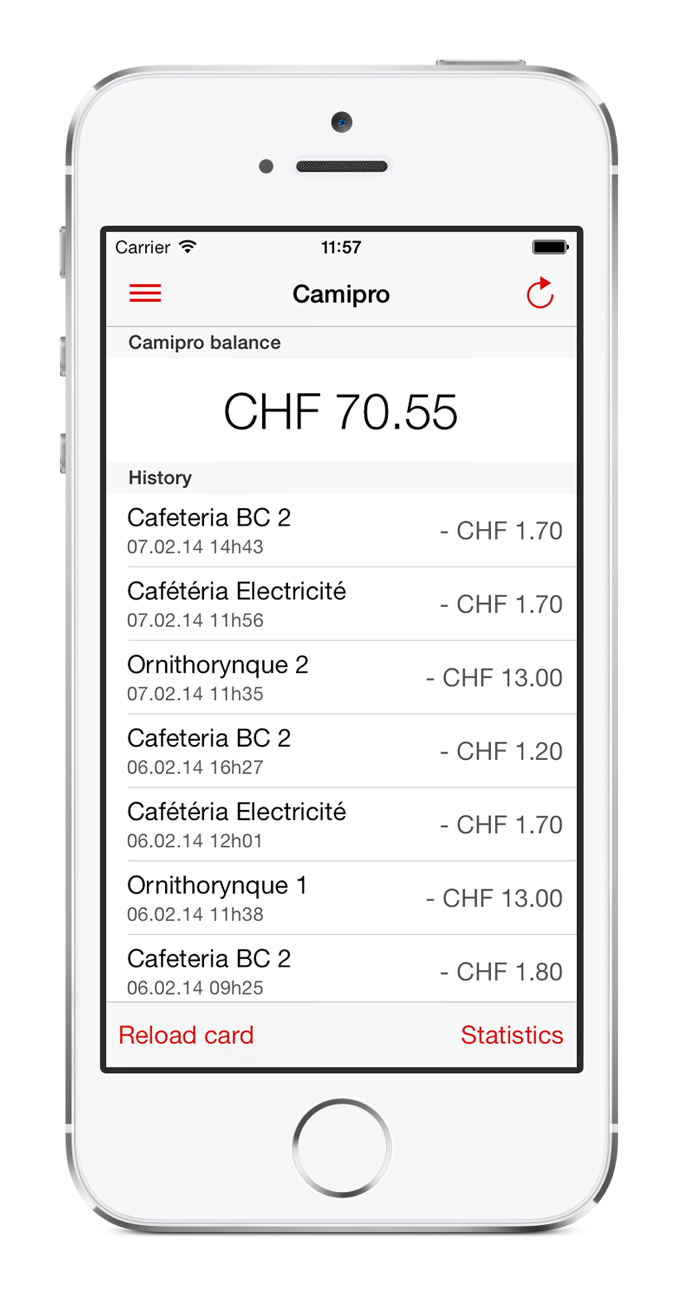 Carrier 11:57
Camipro
Camipro balance
CHF 70.55
History
Cafeteria BC 2
- CHF 1.70
07.02.14 14h43
Cafétéria Electricité
- CHF 1.70
07.02.14 11h56
Ornithorynque 2
- CHF 13.00
07.02.14 11h35
Cafeteria BC 2
- CHF 1.20
06.02.14 16h27
Cafétéria Electricité
- CHF 1.70
06.02.14 12h01
Ornithorynque 1
- CHF 13.00
06.02.14 11h38
Cafeteria BC 2
- CHF 1.80
06.02.14 09h25
Reload card Statistics